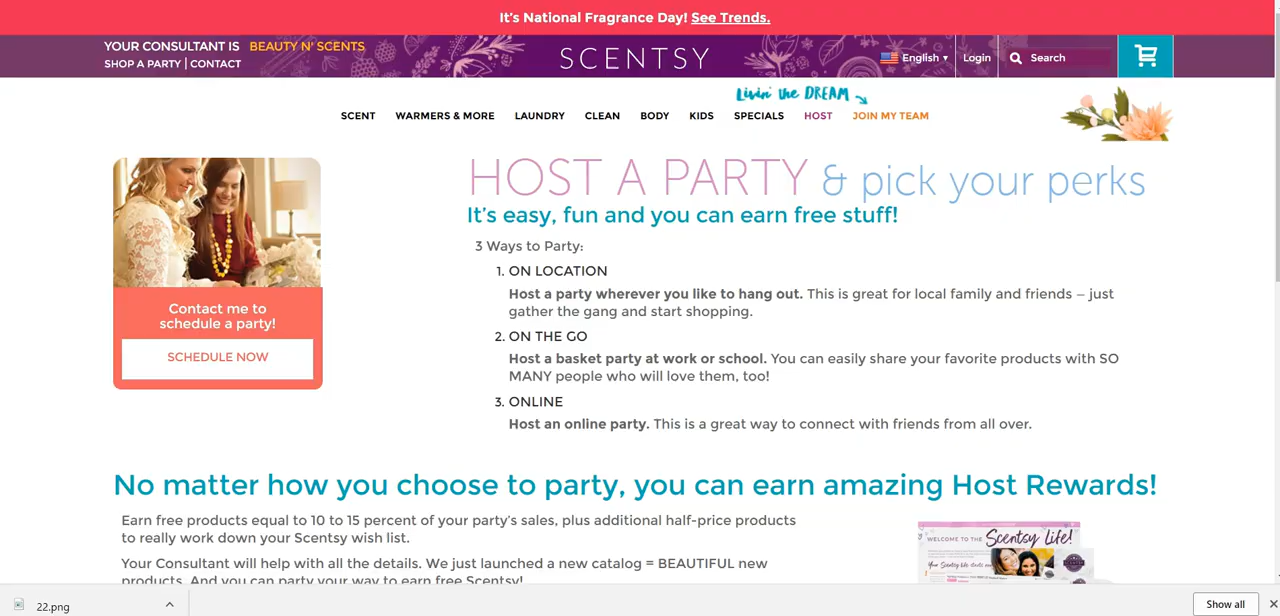 It's National Fragrance Day! See Trends.
YOUR CONSULTANT IS BEAUTY N' SCENTS
SHOP A PARTY | CONTACT
SCENTSY
English ▾
Login
Search
Livin' the DREAM
SCENT WARMERS & MORE LAUNDRY CLEAN BODY KIDS SPECIALS HOST JOIN MY TEAM
HOST A PARTY & pick your perks
It's easy, fun and you can earn free stuff!
3 Ways to Party:
1. ON LOCATION
Host a party wherever you like to hang out. This is great for local family and friends – just
gather the gang and start shopping.
2. ON THE GO
Host a basket party at work or school. You can easily share your favorite products with SO
MANY people who will love them, too!
3. ONLINE
Host an online party. This is a great way to connect with friends from all over.
Contact me to
schedule a party!
SCHEDULE NOW
No matter how you choose to party, you can earn amazing Host Rewards!
Earn free products equal to 10 to 15 percent of your party's sales, plus additional half-price products
to really work down your Scentsy wish list.
Your Consultant will help with all the details. We just launched a new catalog = BEAUTIFUL new
products. And you can party your way to earn free Scentsy!
WELCOME TO THE Scentsy Life!
Your Scentsy life starts
22.png
Show all